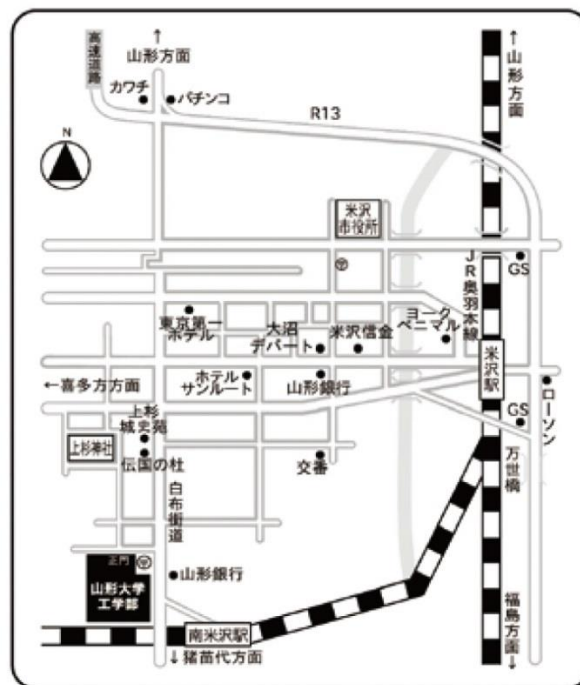 高速道路
↑
山形方面
カワチ
パチンコ
R13
↑山形方面
N
米沢
市役所
〒
JR奥羽本線
GS
東京第一
ホテル
大沼
デパート
米沢信金
ヨーク
ベニマル
米沢駅
←喜多方方面
ホテル
サンルート
山形銀行
ローソン
上杉
城史苑
上杉神社
伝国の杜
交番
GS
万世橋
白布街道
正門
〒
山形大学
工学部
山形銀行
南米沢駅
↓猪苗代方面
福島方面↓